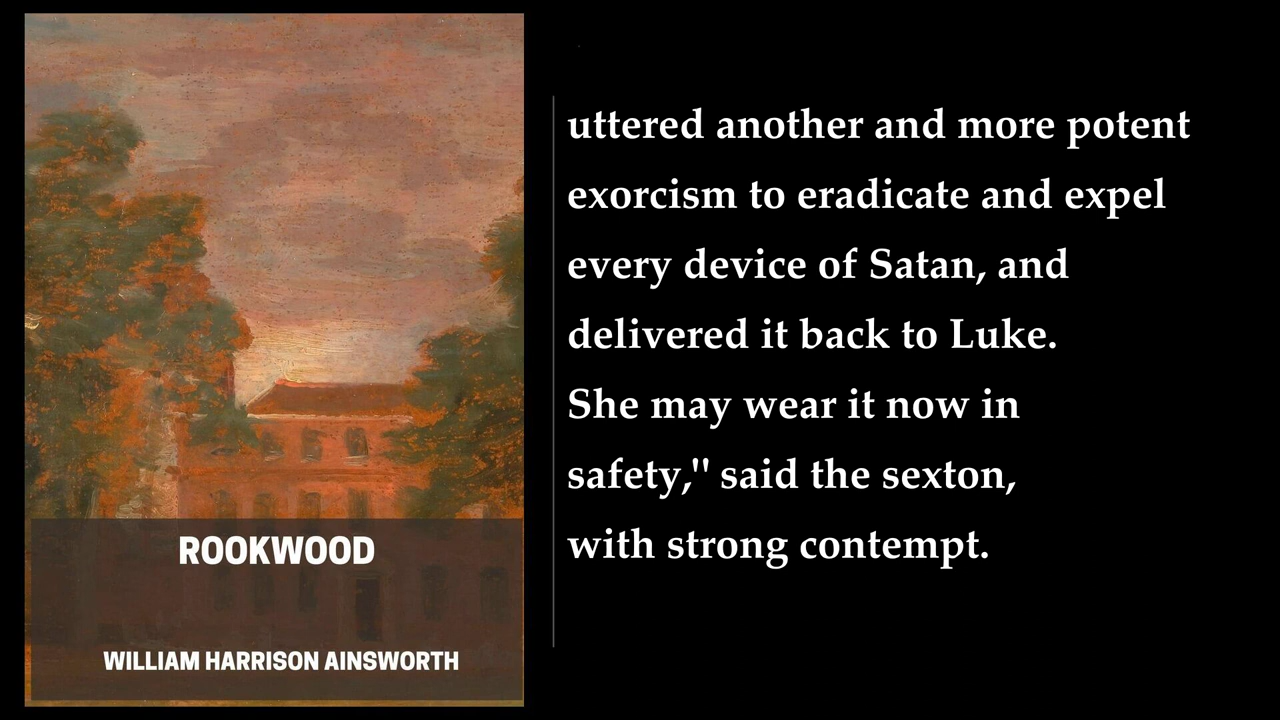 ROOKWOOD
WILLIAM HARRISON AINSWORTH
uttered another and more potent
exorcism to eradicate and expel
every device of Satan, and
delivered it back to Luke.
She may wear it now in
safety," said the sexton,
with strong contempt.